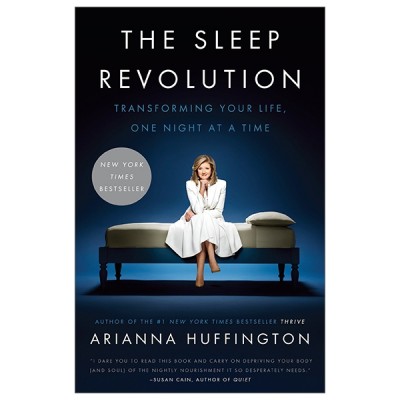 THE SLEEP
REVOLUTION
TRANSFORMING YOUR LIFE,
ONE NIGHT AT A TIME
NEW YORK
TIMES
BESTSELLER
AUTHOR OF THE NEW YORK TIMES BESTSELLER THRIVE
ARIANNA HUFFINGTON
"I DARE YOU TO READ THIS BOOK AND CARRY ON DEPRIVING YOUR BODY
(AND SOUL) OF THE NIGHTLY NOURISHMENT IT SO DESPERATELY NEEDS."
—SUSAN CAIN, AUTHOR OF QUIET